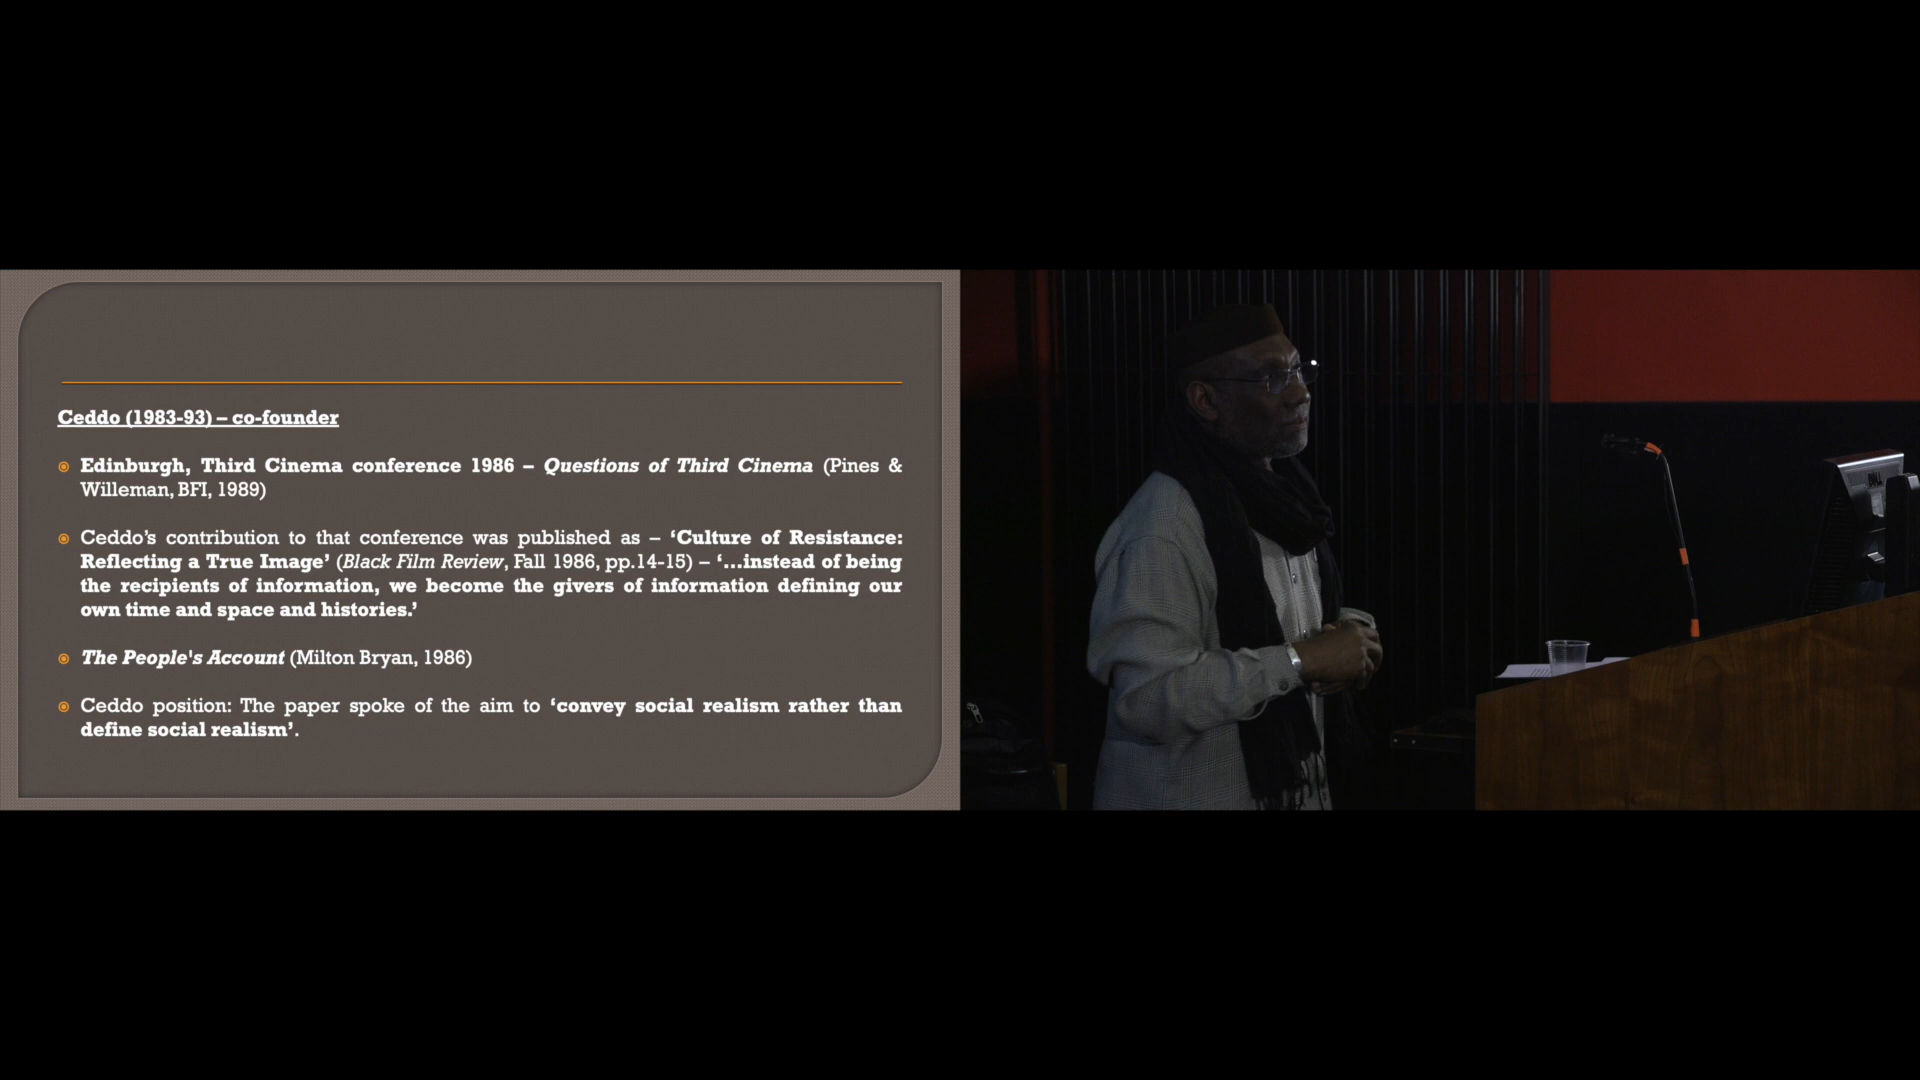 Ceddo (1983-93) – co-founder
Edinburgh, Third Cinema conference 1986 – Questions of Third Cinema (Pines &
Willeman, BFI, 1989)
Ceddo's contribution to that conference was published as – ‘Culture of Resistance:
Reflecting a True Image’ (Black Film Review, Fall 1986, pp.14-15) – ‘...instead of being
the recipients of information, we become the givers of information defining our
own time and space and histories.’
The People's Account (Milton Bryan, 1986)
Ceddo position: The paper spoke of the aim to ‘convey social realism rather than
define social realism’.
DELL